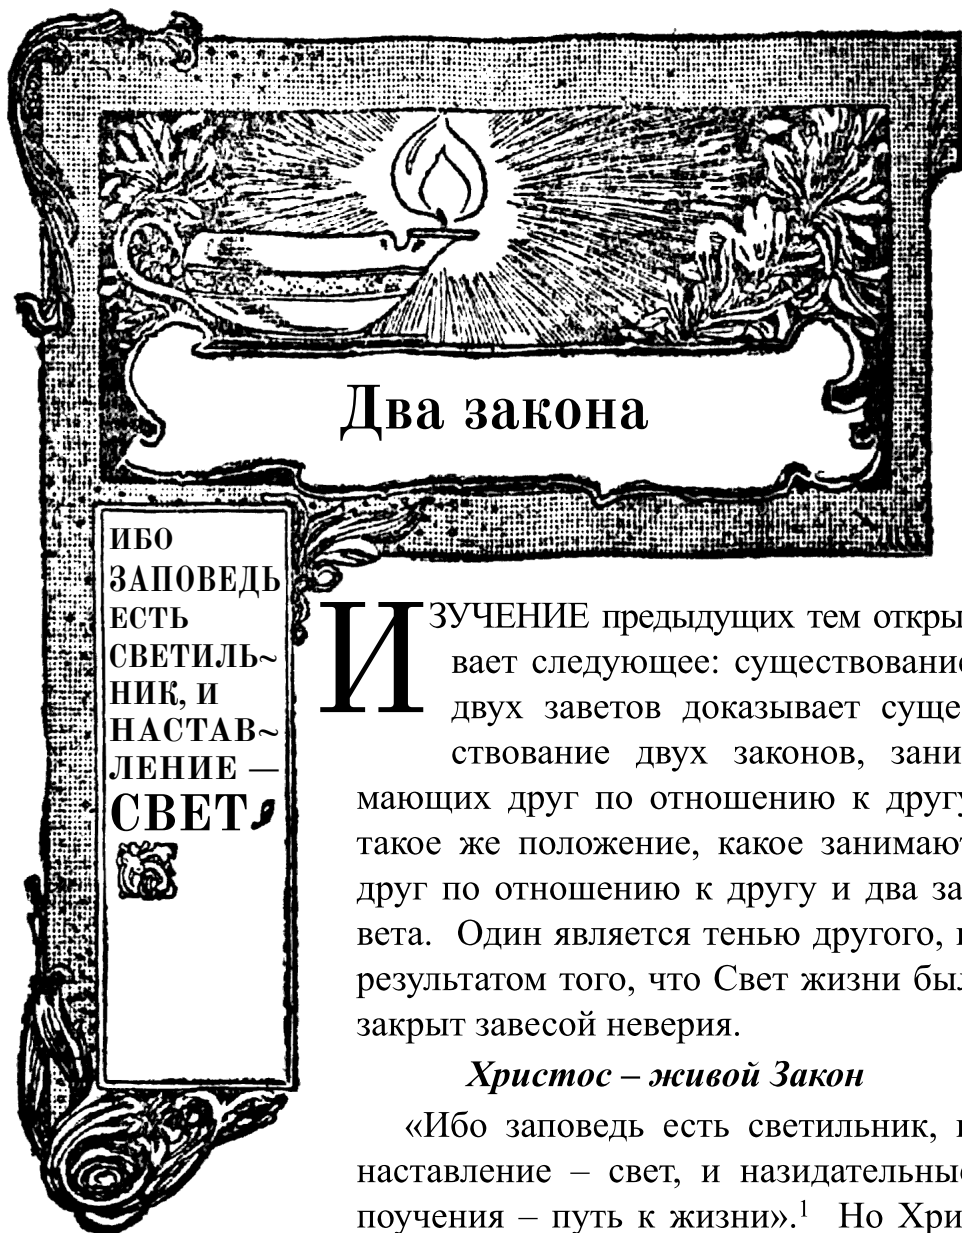 Два закона
ИБО
ЗАПОВЕДЬ
ЕСТЬ
СВЕТИЛЬ~
НИК, И
НАСТАВ~
ЛЕНИЕ —
СВЕТ
ИЗУЧЕНИЕ предыдущих тем откры
вает следующее: существование
двух заветов доказывает суще
ствование двух законов, зани
мающих друг по отношению к другу
такое же положение, какое занимают
друг по отношению к другу и два за
вета. Один является тенью другого,
результатом того, что Свет жизни был
закрыт завесой неверия.
Христос – живой Закон
«Ибо заповедь есть светильник,
наставление – свет, и назидательные
поучения – путь к жизни».¹ Но Хри